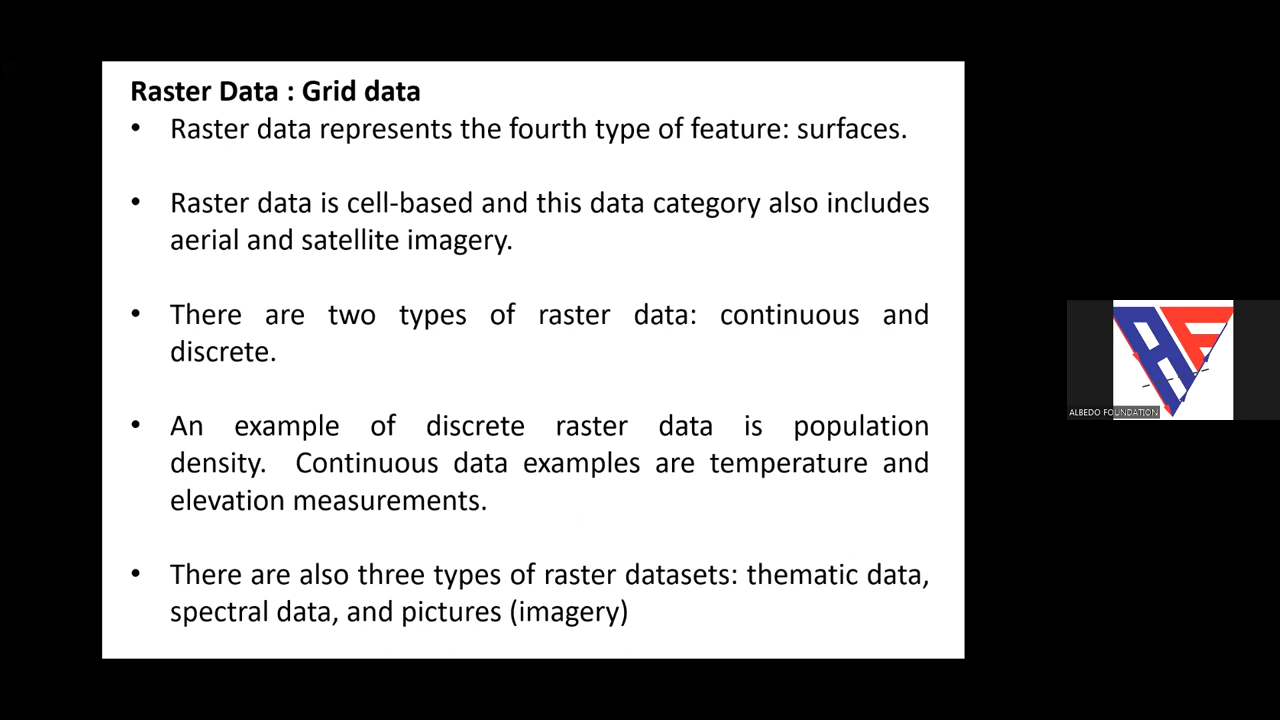 Raster Data : Grid data
• Raster data represents the fourth type of feature: surfaces.
• Raster data is cell-based and this data category also includes
aerial and satellite imagery.
• There are two types of raster data: continuous and
discrete.
• An example of discrete raster data is population
density. Continuous data examples are temperature and
elevation measurements.
• There are also three types of raster datasets: thematic data,
spectral data, and pictures (imagery)
AF
ALBEDO FOUNDATION